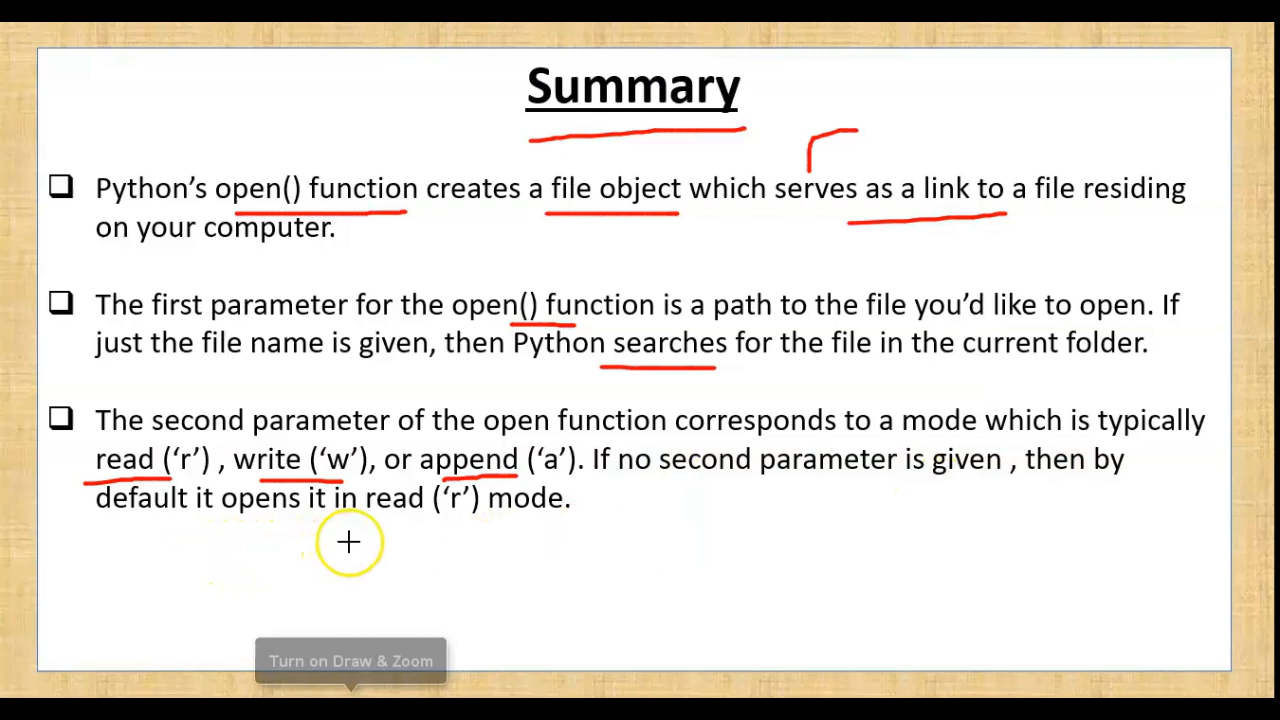 Summary
Python’s open() function creates a file object which serves as a link to a file residing
on your computer.
The first parameter for the open() function is a path to the file you’d like to open. If
just the file name is given, then Python searches for the file in the current folder.
The second parameter of the open function corresponds to a mode which is typically
read (‘r’) , write (‘w’), or append (‘a’). If no second parameter is given , then by
default it opens it in read (‘r’) mode.
Turn on Draw & Zoom